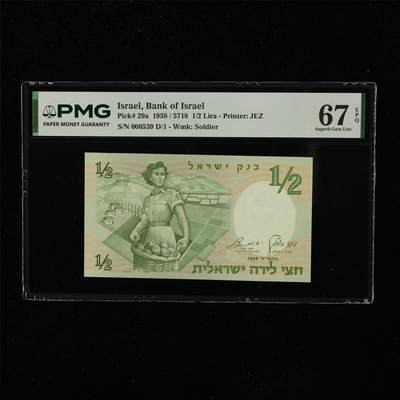 PMG
PAPER MONEY GUARANTY
Israel, Bank of Israel
Pick# 29a 1958 / 5718 1/2 Lira - Printer: JEZ
S/N 006539 D/1 - Wmk: Soldier
67 EPQ
Superb Gem Unc
1/2
בנק ישראל
1/2
1/2
1958
חצי לירה ישראלית